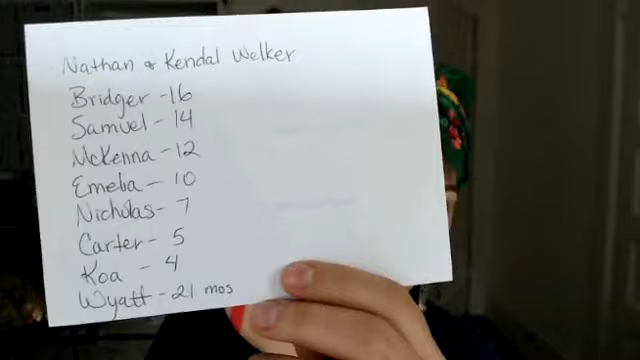 Nathan & Kendal Welker
Bridger - 16
Samuel - 14
McKenna - 12
Emelia - 10
Nicholas - 7
Carter - 5
Koa - 4
Wyatt - 21 mos